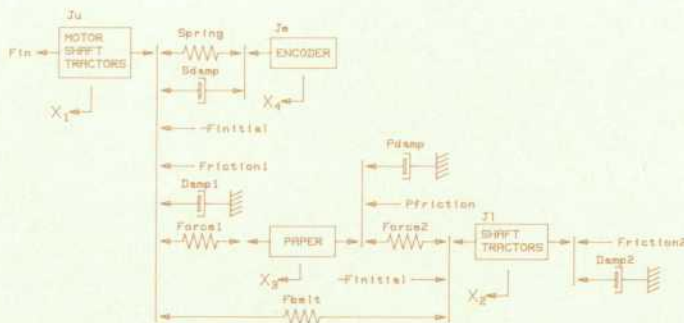 Ju
Je
Fin
MOTOR
SHAFT
TRACTORS
Spring
ENCODER
Sdamp
X1
X4
-Finitial
Friction1
Pdamp
Damp1
Pfriction
Force1
PAPER
Force2
Jl
SHAFT
TRACTORS
Friction2
X3
-Finitial
X2
Damp2
Fbelt